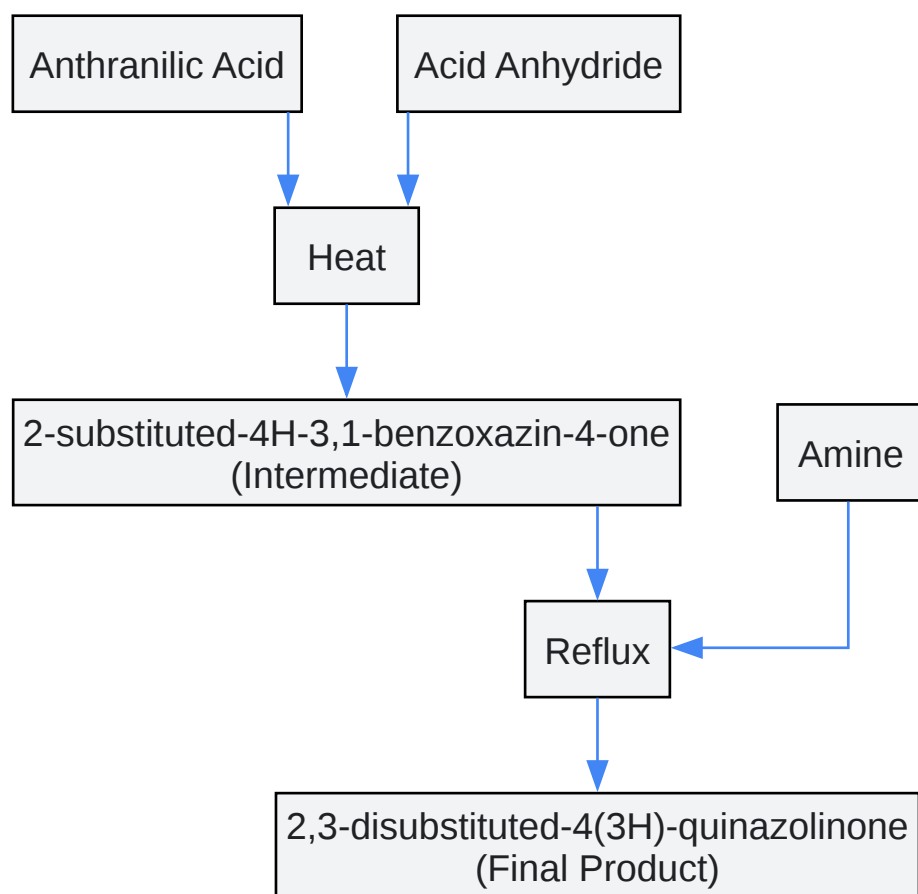 Anthranilic Acid
Acid Anhydride
Heat
2-substituted-4H-3,1-benzoxazin-4-one
(Intermediate)
Amine
Reflux
2,3-disubstituted-4(3H)-quinazolinone
(Final Product)